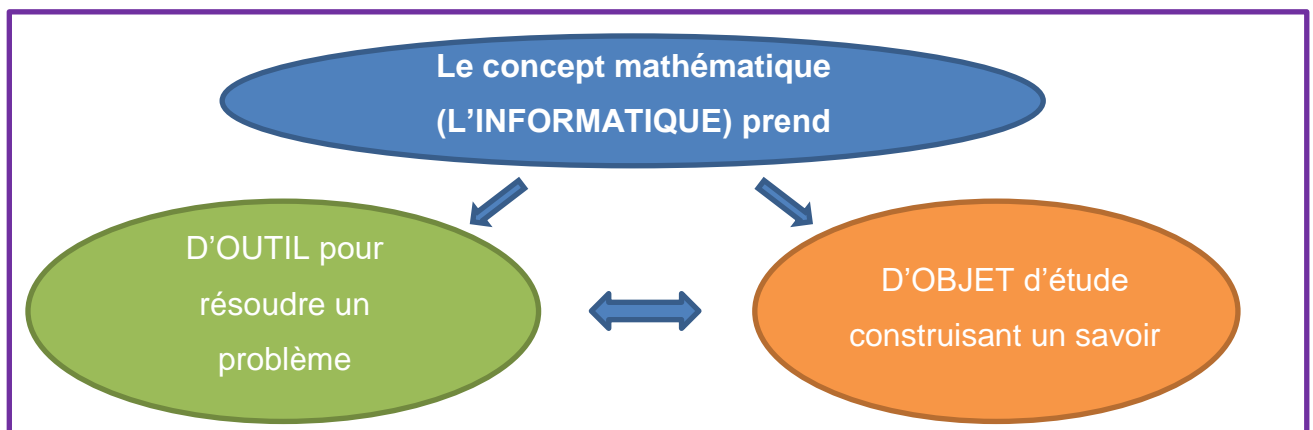 Le concept mathématique
(L'INFORMATIQUE) prend
D'OUTIL pour
résoudre un
problème
D'OBJET d'étude
construisant un savoir